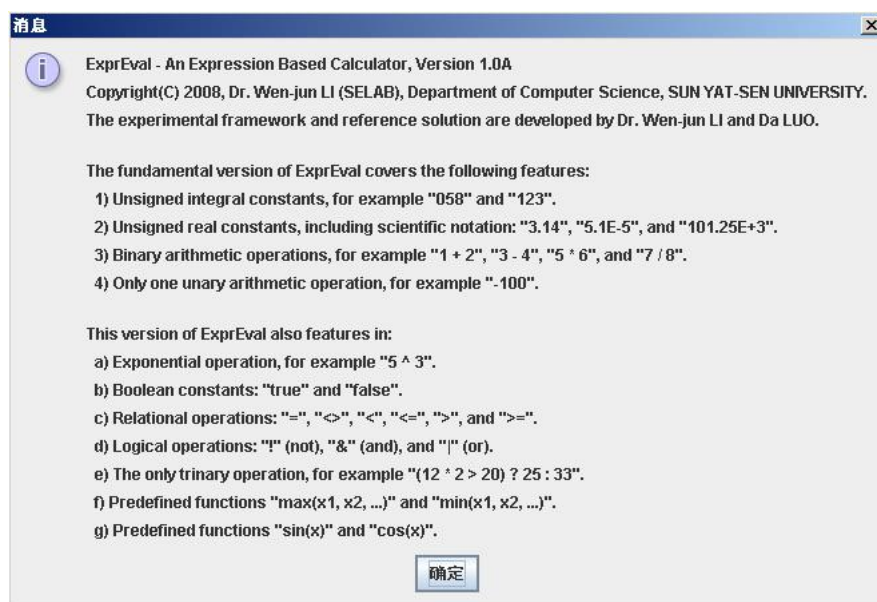 消息
ExprEval - An Expression Based Calculator, Version 1.0A
Copyright(C) 2008, Dr. Wen-jun LI (SELAB), Department of Computer Science, SUN YAT-SEN UNIVERSITY.
The experimental framework and reference solution are developed by Dr. Wen-jun LI and Da LUO.
The fundamental version of ExprEval covers the following features:
1) Unsigned integral constants, for example "058" and "123".
2) Unsigned real constants, including scientific notation: "3.14", "5.1E-5", and "101.25E+3".
3) Binary arithmetic operations, for example "1 + 2", "3 - 4", "5 * 6", and "7 / 8".
4) Only one unary arithmetic operation, for example "-100".
This version of ExprEval also features in:
a) Exponential operation, for example "5 ^ 3".
b) Boolean constants: "true" and "false".
c) Relational operations: "=", "<>", "<", "<=", ">", and ">=".
d) Logical operations: "!" (not), "&" (and), and "|" (or).
e) The only trinary operation, for example "(12 * 2 > 20) ? 25 : 33".
f) Predefined functions "max(x1, x2, ...)" and "min(x1, x2, ...)".
g) Predefined functions "sin(x)" and "cos(x)".
确定